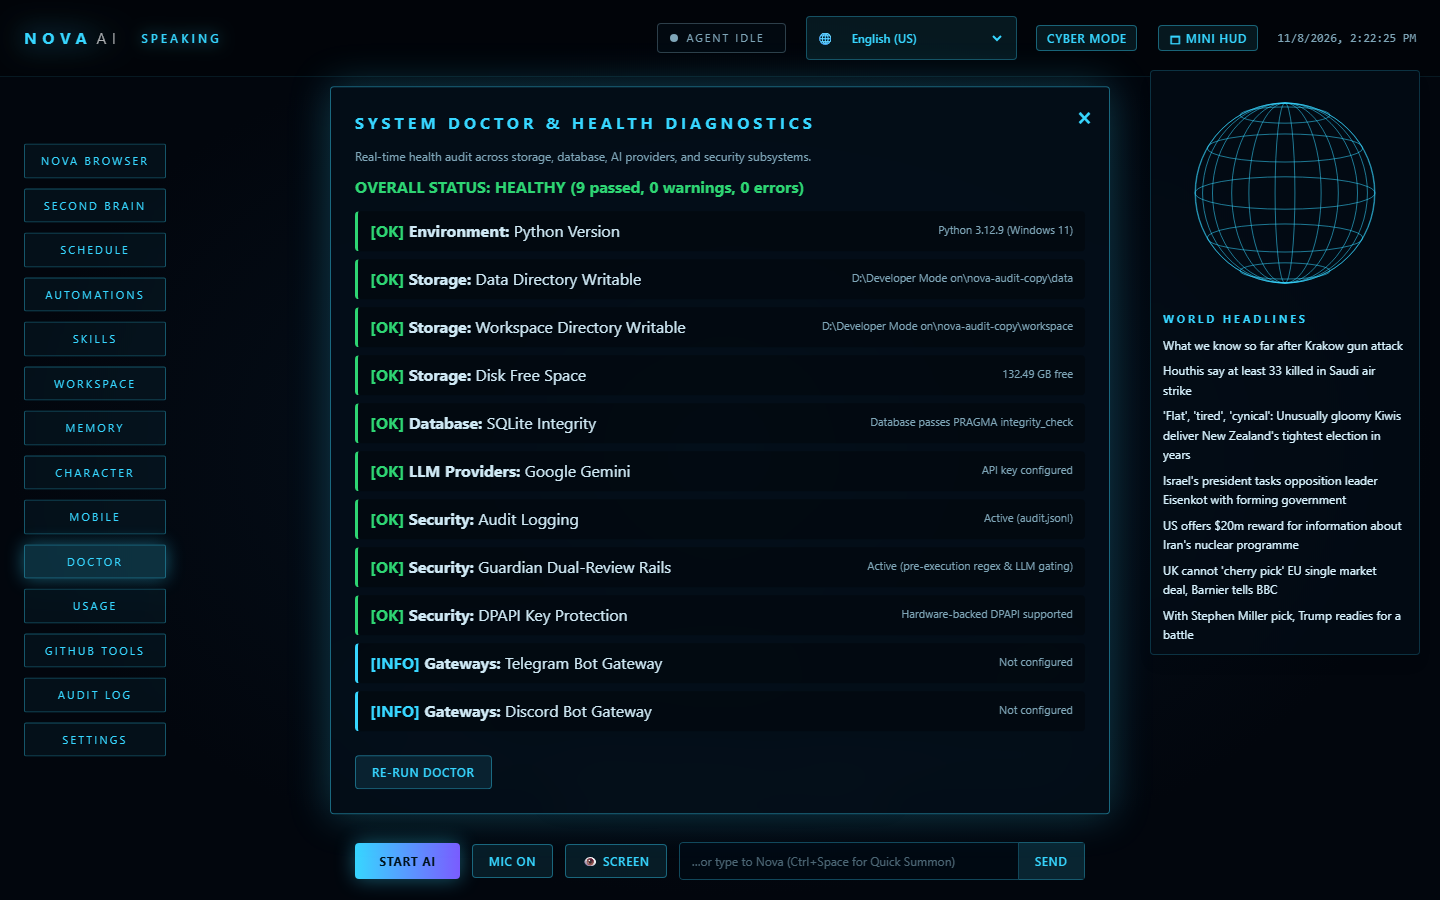 NOVA AI SPEAKING
AGENT IDLE
English (US)
CYBER MODE
MINI HUD
11/8/2026, 2:22:25 PM
NOVA BROWSER
SECOND BRAIN
SCHEDULE
AUTOMATIONS
SKILLS
WORKSPACE
MEMORY
CHARACTER
MOBILE
DOCTOR
USAGE
GITHUB TOOLS
AUDIT LOG
SETTINGS
SYSTEM DOCTOR & HEALTH DIAGNOSTICS
Real-time health audit across storage, database, AI providers, and security subsystems.
OVERALL STATUS: HEALTHY (9 passed, 0 warnings, 0 errors)
[OK] Environment: Python Version Python 3.12.9 (Windows 11)
[OK] Storage: Data Directory Writable D:\Developer Mode on\nova-audit-copy\data
[OK] Storage: Workspace Directory Writable D:\Developer Mode on\nova-audit-copy\workspace
[OK] Storage: Disk Free Space 132.49 GB free
[OK] Database: SQLite Integrity Database passes PRAGMA integrity_check
[OK] LLM Providers: Google Gemini API key configured
[OK] Security: Audit Logging Active (audit.jsonl)
[OK] Security: Guardian Dual-Review Rails Active (pre-execution regex & LLM gating)
[OK] Security: DPAPI Key Protection Hardware-backed DPAPI supported
[INFO] Gateways: Telegram Bot Gateway Not configured
[INFO] Gateways: Discord Bot Gateway Not configured
RE-RUN DOCTOR
START AI
MIC ON
SCREEN
...or type to Nova (Ctrl+Space for Quick Summon)
SEND
WORLD HEADLINES
What we know so far after Krakow gun attack
Houthis say at least 33 killed in Saudi air
strike
'Flat', 'tired', 'cynical': Unusually gloomy Kiwis
deliver New Zealand's tightest election in
years
Israel's president tasks opposition leader
Eisenkot with forming government
US offers $20m reward for information about
Iran's nuclear programme
UK cannot 'cherry pick' EU single market
deal, Barnier tells BBC
With Stephen Miller pick, Trump readies for a
battle